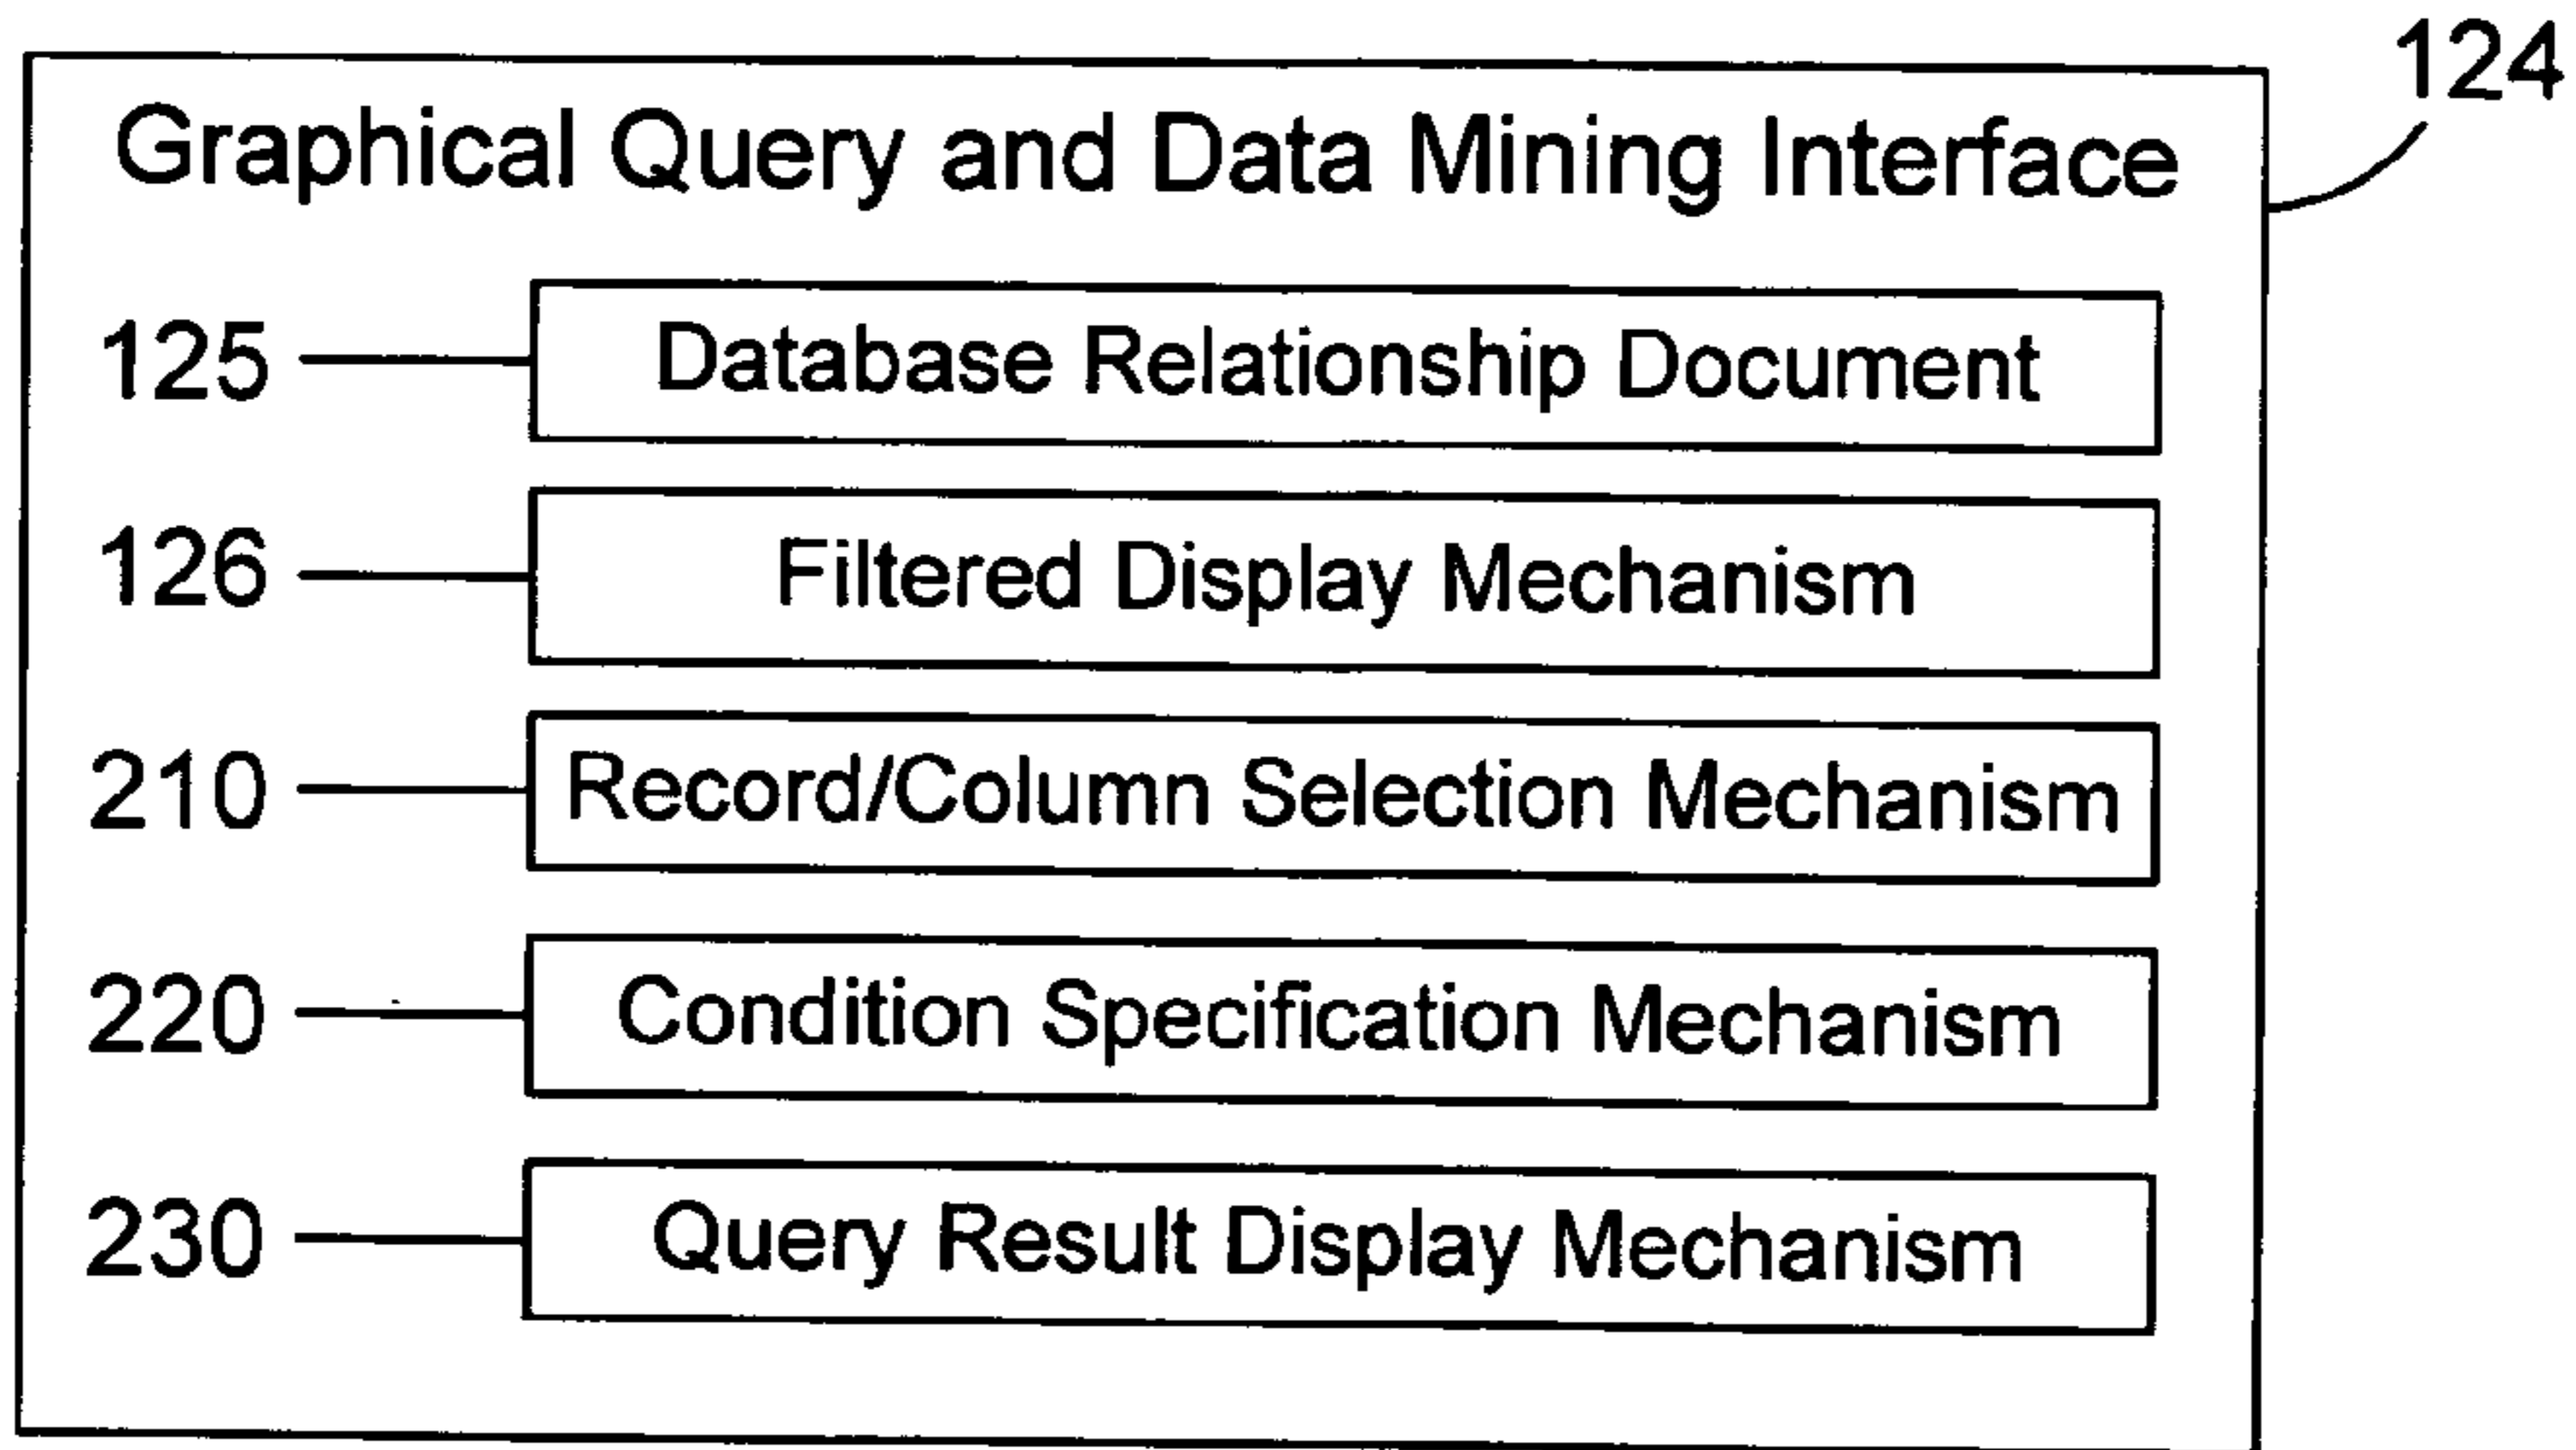 124
Graphical Query and Data Mining Interface
125 Database Relationship Document
126 Filtered Display Mechanism
210 Record/Column Selection Mechanism
220 Condition Specification Mechanism
230 Query Result Display Mechanism